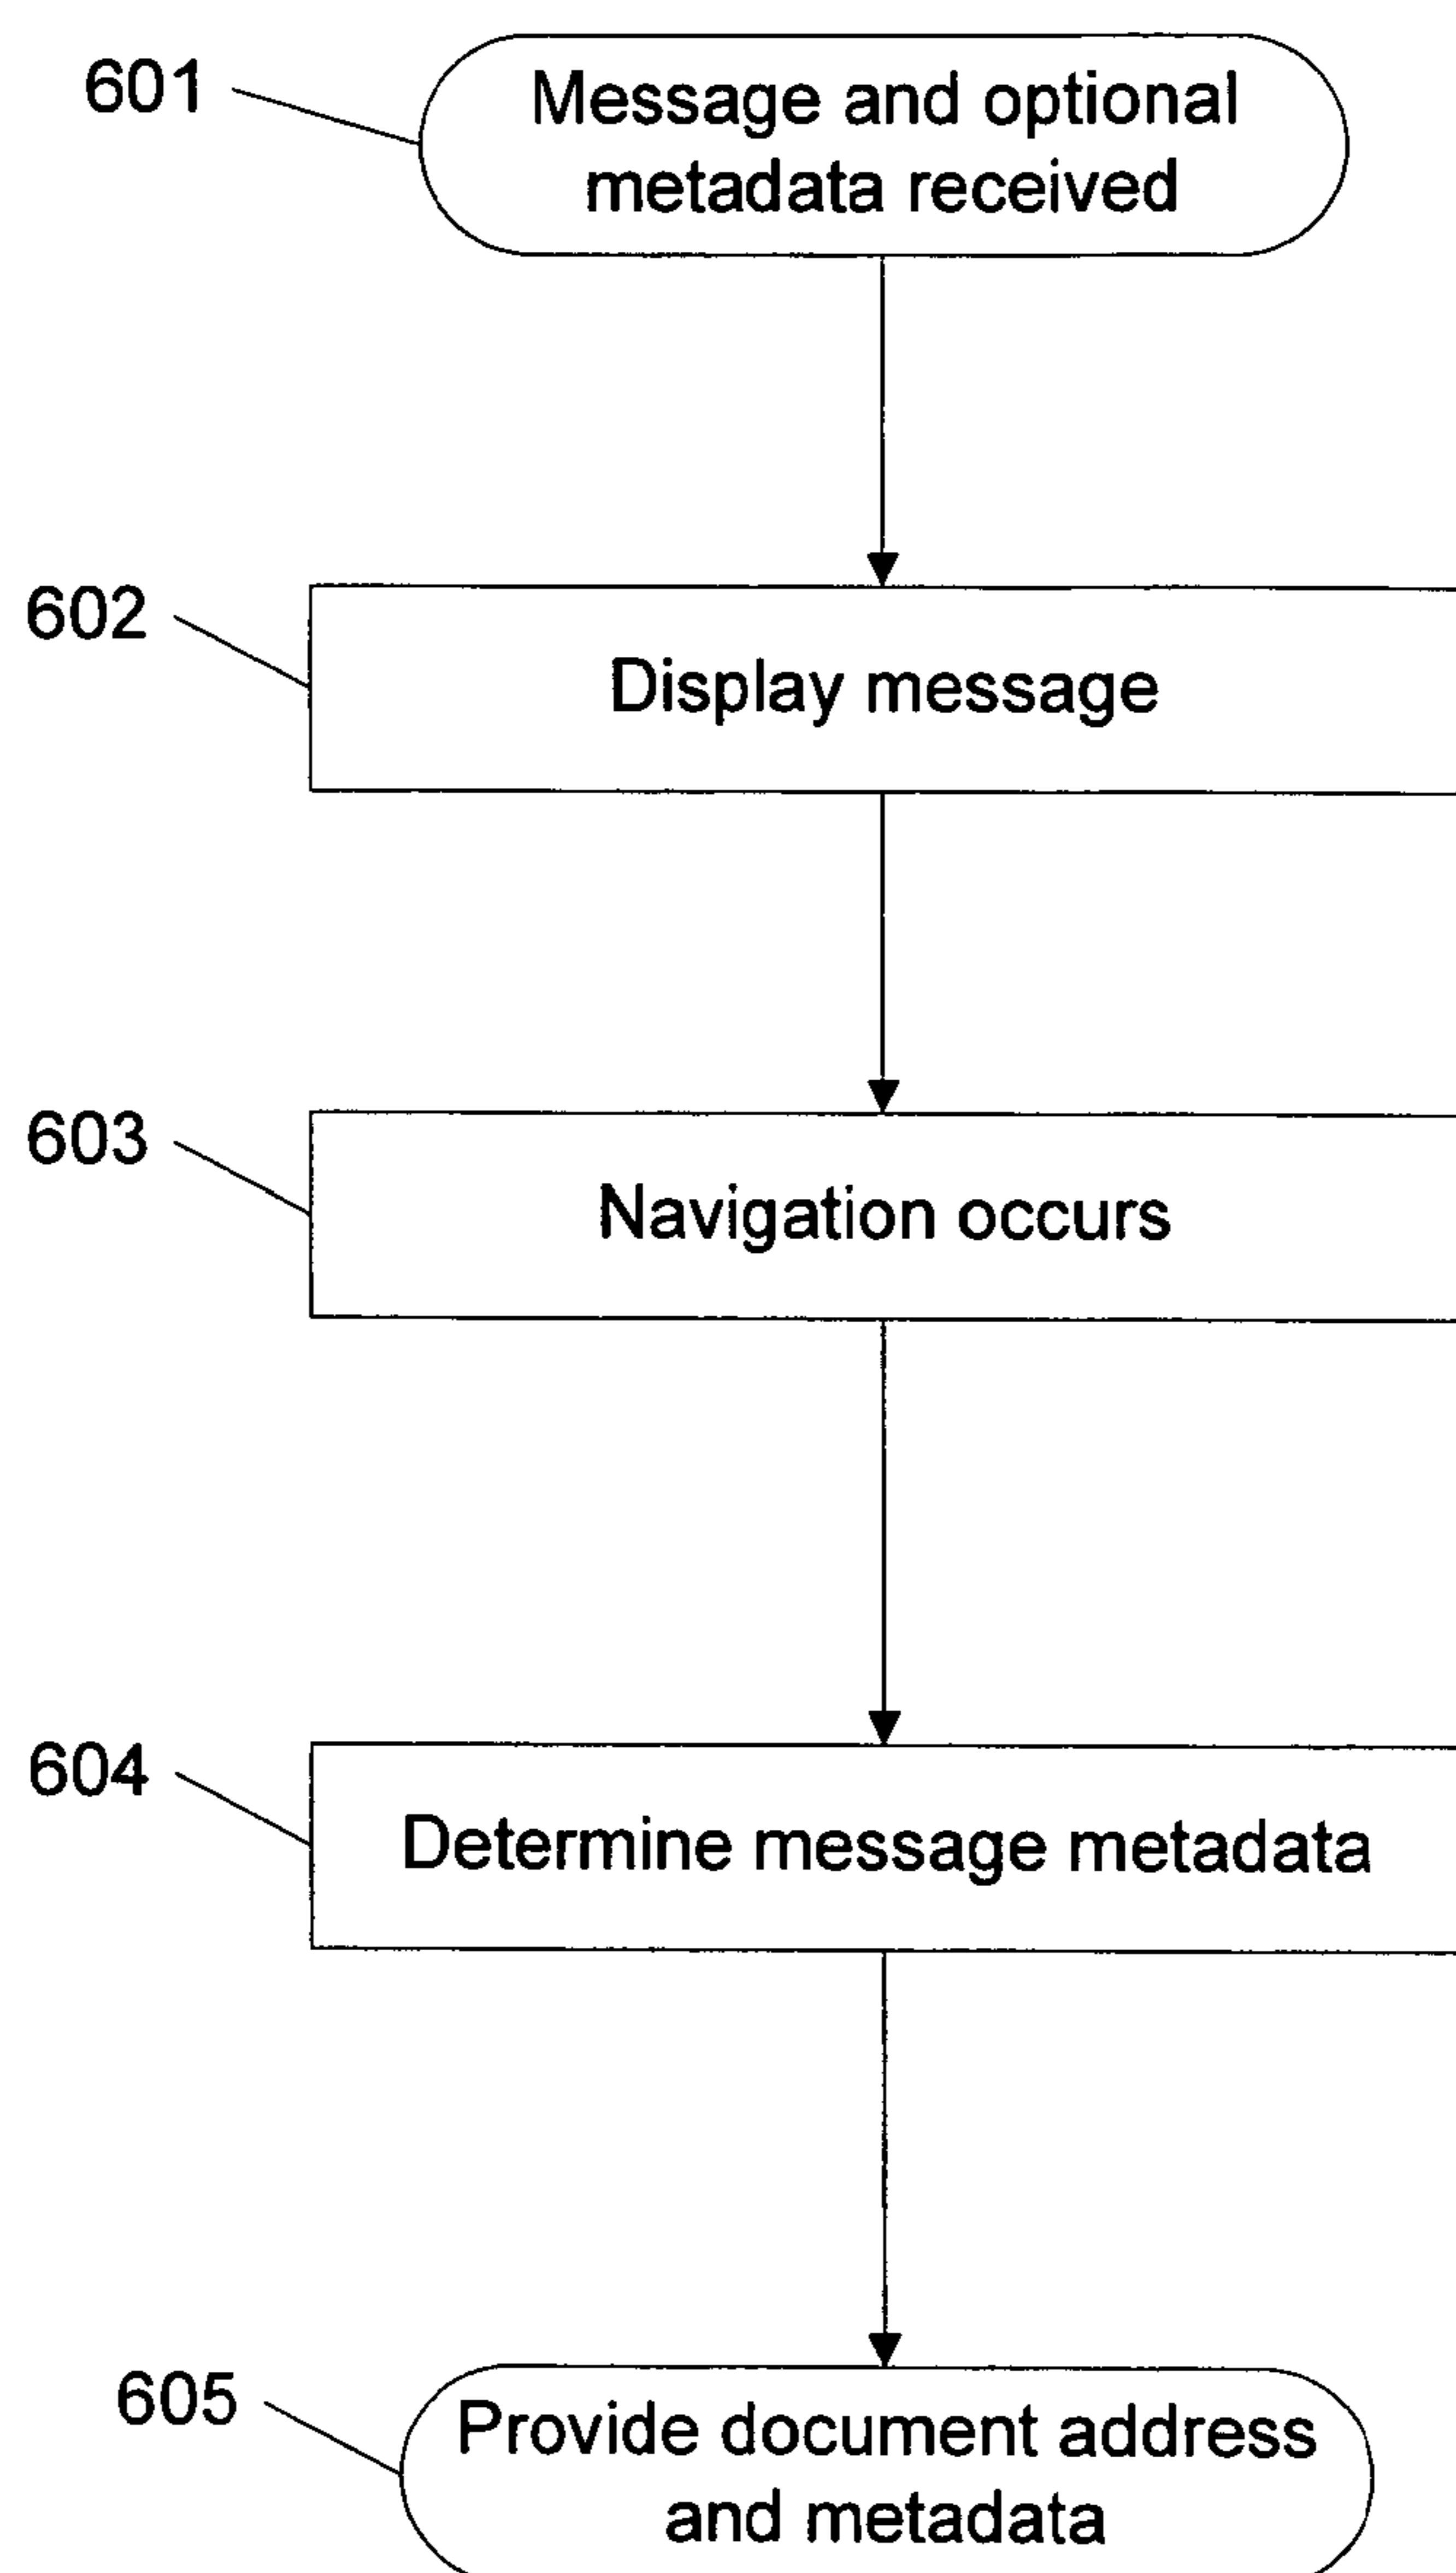 601
Message and optional
metadata received
602
Display message
603
Navigation occurs
604
Determine message metadata
605
Provide document address
and metadata